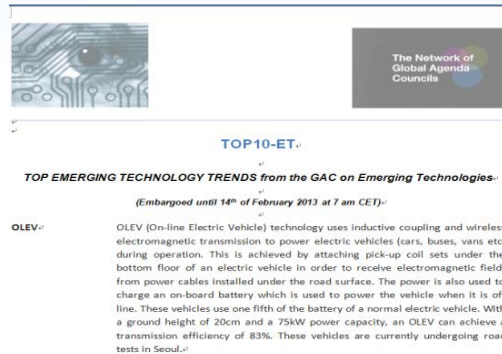 The Network of
Global Agenda
Councils
TOP10-ET
TOP EMERGING TECHNOLOGY TRENDS from the GAC on Emerging Technologies
(Embargoed until 14th of February 2013 at 7 am CET)
OLEV
OLEV (On-line Electric Vehicle) technology uses inductive coupling and wireless
electromagnetic transmission to power electric vehicles (cars, buses, vans etc
during operation. This is achieved by attaching pick-up coil sets under the
bottom floor of an electric vehicle in order to receive electromagnetic field
from power cables installed under the road surface. The power is also used to
charge an on-board battery which is used to power the vehicle when it is of
line. These vehicles use one fifth of the battery of a normal electric vehicle. With
a ground height of 20cm and a 75kW power capacity, an OLEV can achieve a
transmission efficiency of 83%. These vehicles are currently undergoing road
tests in Seoul.